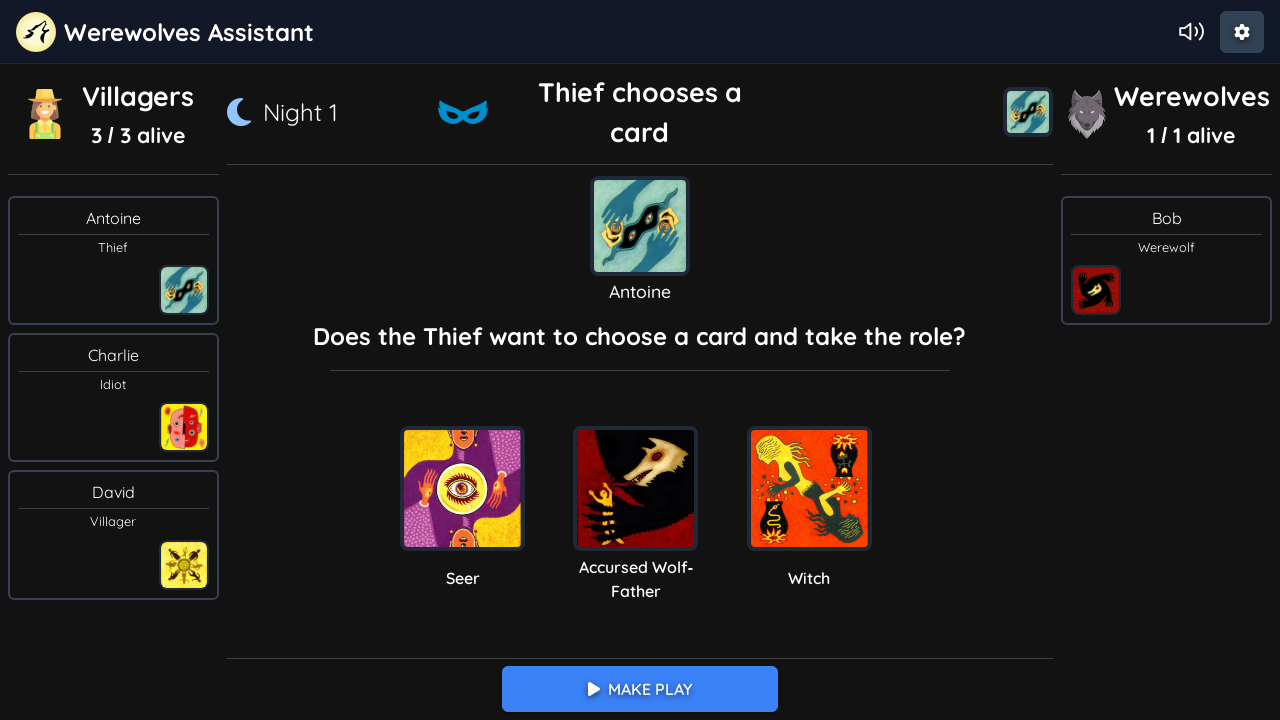 Werewolves Assistant
Villagers
3 / 3 alive
Night 1
Thief chooses a
card
Werewolves
1 / 1 alive
Antoine
Thief
Charlie
Idiot
David
Villager
Antoine
Does the Thief want to choose a card and take the role?
Seer
Accursed Wolf-
Father
Witch
MAKE PLAY
Bob
Werewolf